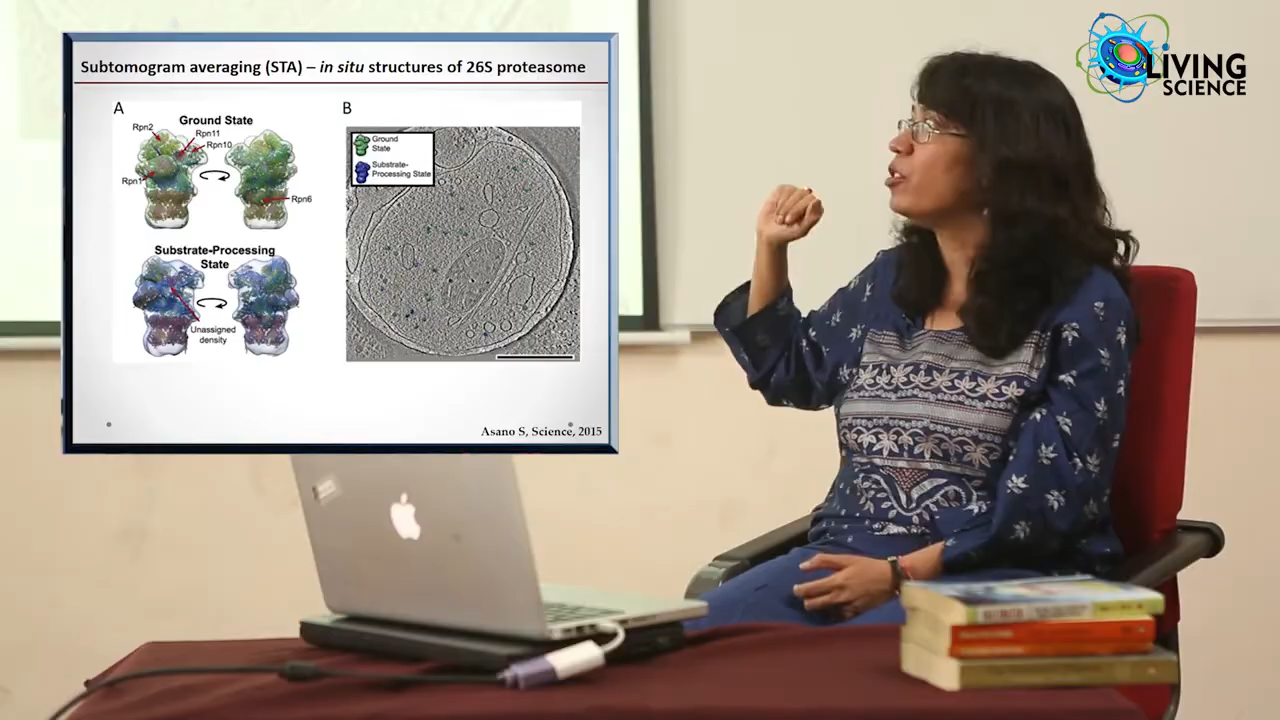 Subtomogram averaging (STA) – in situ structure of 26S proteasome
A
Ground State
Rpn2
Rpn11
Rpn10
Rpn1
Rpn6
Substrate-Processing
State
Unassigned
density
B
Ground
State
Substrate-
Processing State
Asano S, Science, 2015
LIVING
SCIENCE